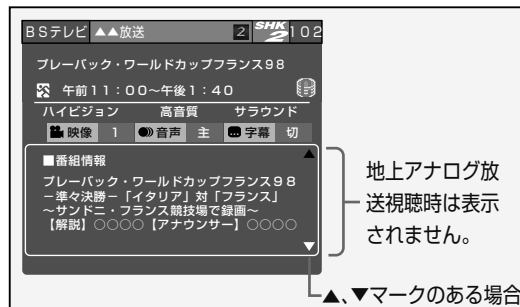 BSテレビ ▲▲放送 2 SHK 2 102
プレーバック・ワールドカップフランス98
午前11:00〜午後1:40
ハイビジョン 高音質 サラウンド
映像 1 音声 主 字幕 切
■番組情報
プレーバック・ワールドカップフランス98
−準々決勝−「イタリア」対「フランス」
〜サンドニ・フランス競技場で録画〜
【解説】○○○○【アナウンサー】○○○○
地上アナログ放
送視聴時は表示
されません。
▲、▼マークのある場合